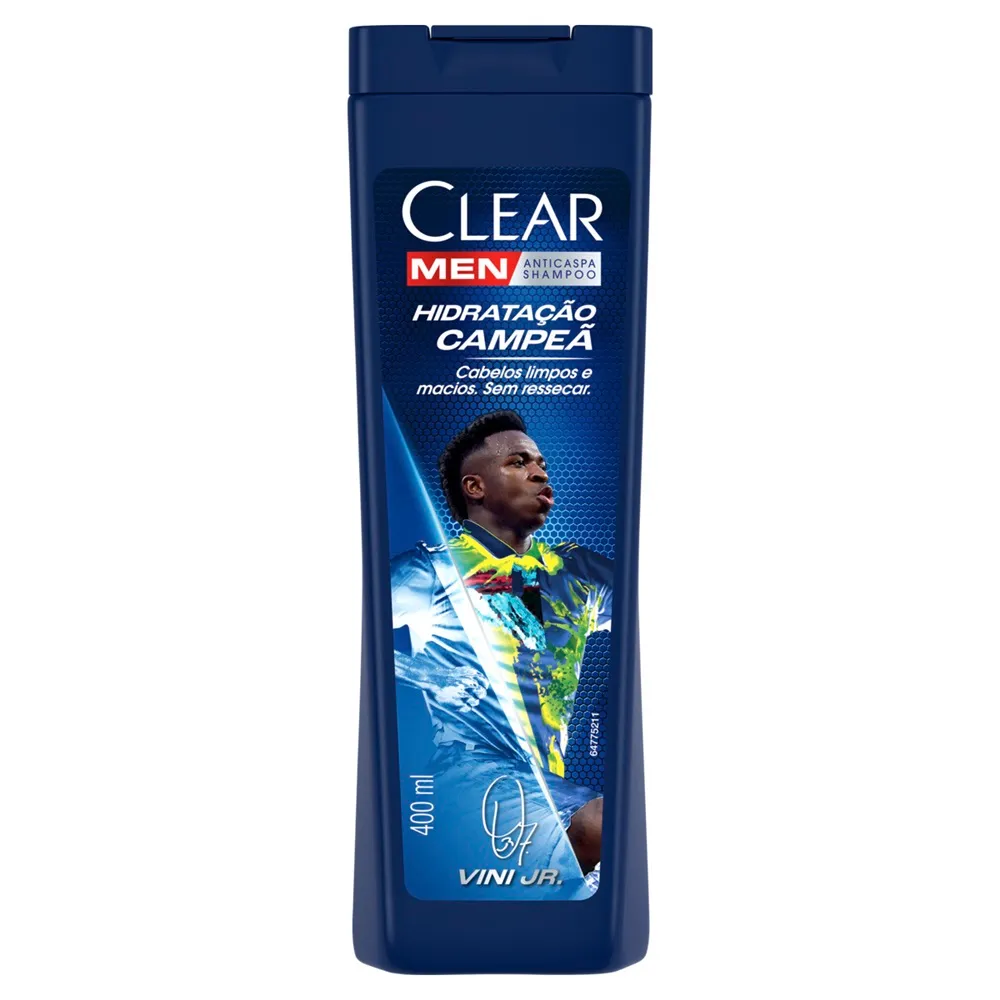 CLEAR
MEN ANTICASPA
SHAMPOO
HIDRATAÇÃO
CAMPEÃ
Cabelos limpos e
macios. Sem ressecar.
64775211
400 ml
VINI JR.